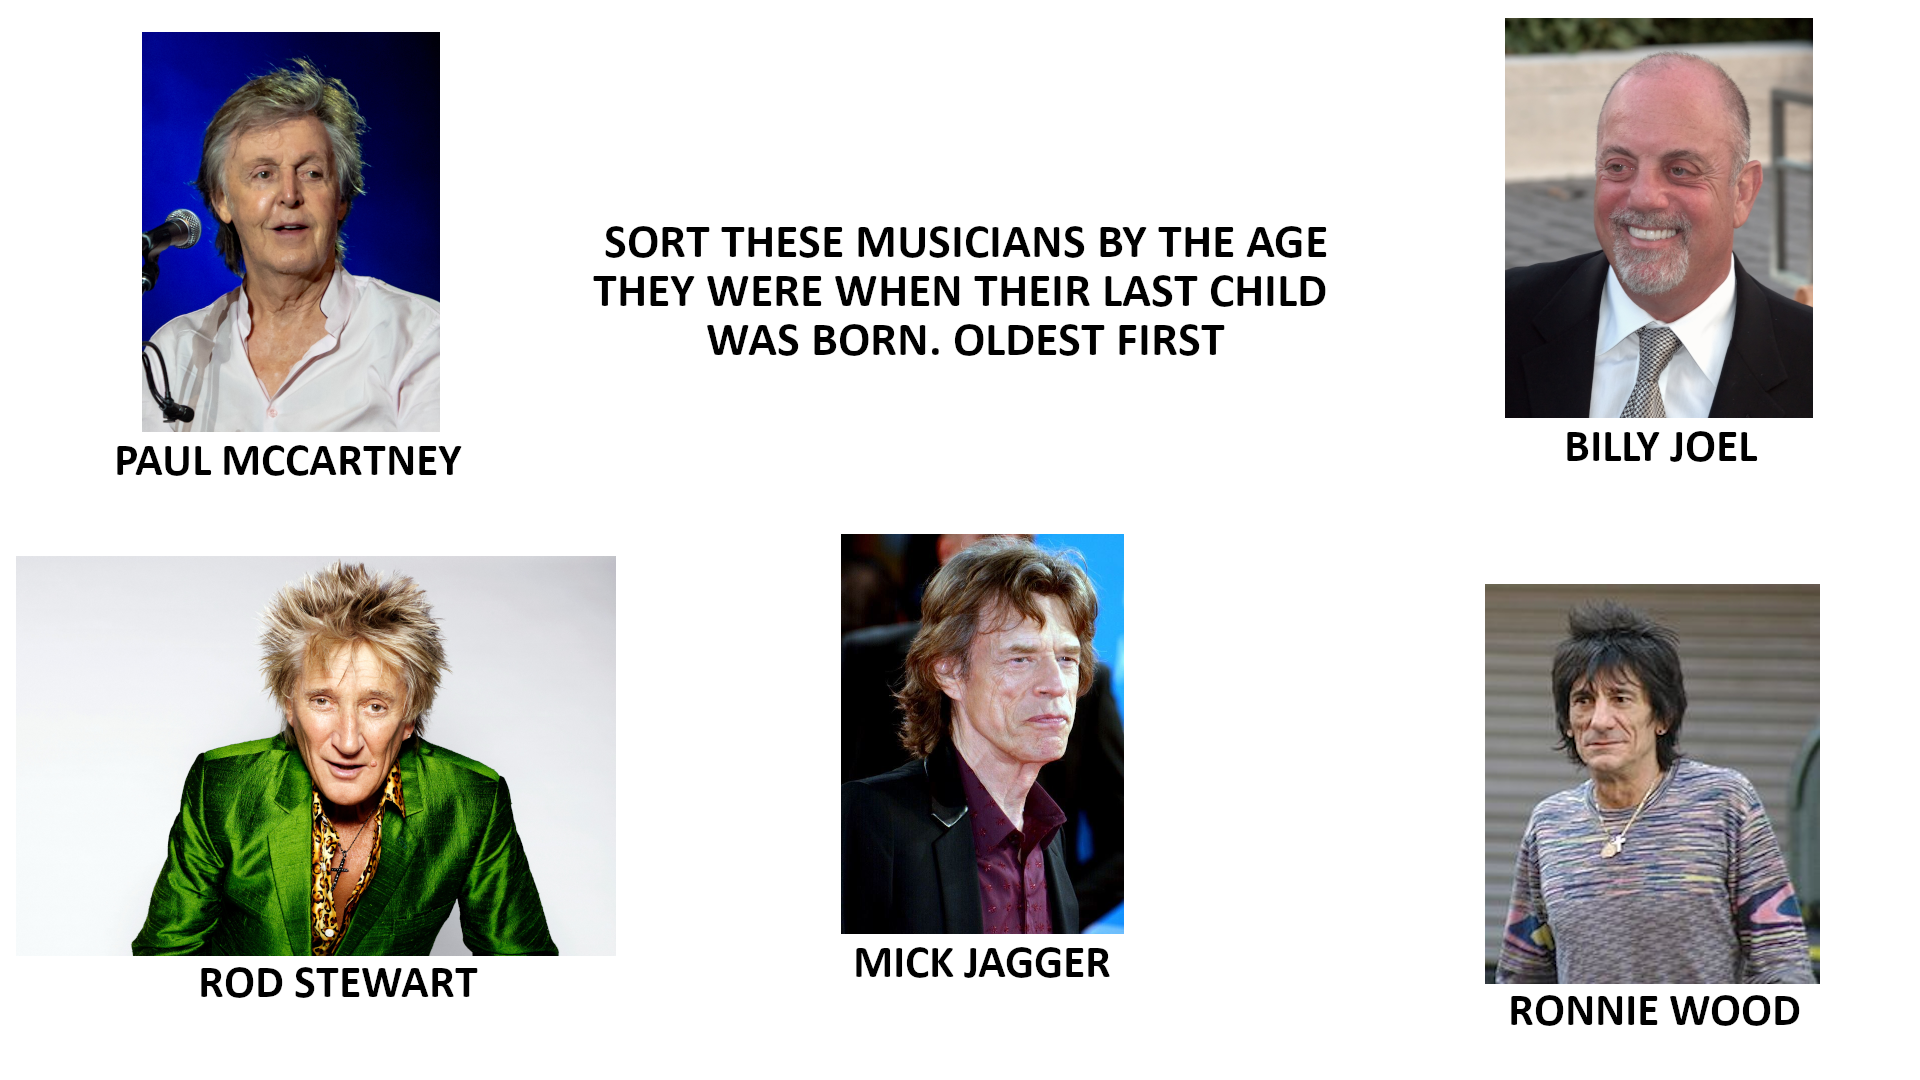 SORT THESE MUSICIANS BY THE AGE
THEY WERE WHEN THEIR LAST CHILD
WAS BORN. OLDEST FIRST
PAUL MCCARTNEY
BILLY JOEL
ROD STEWART
MICK JAGGER
RONNIE WOOD